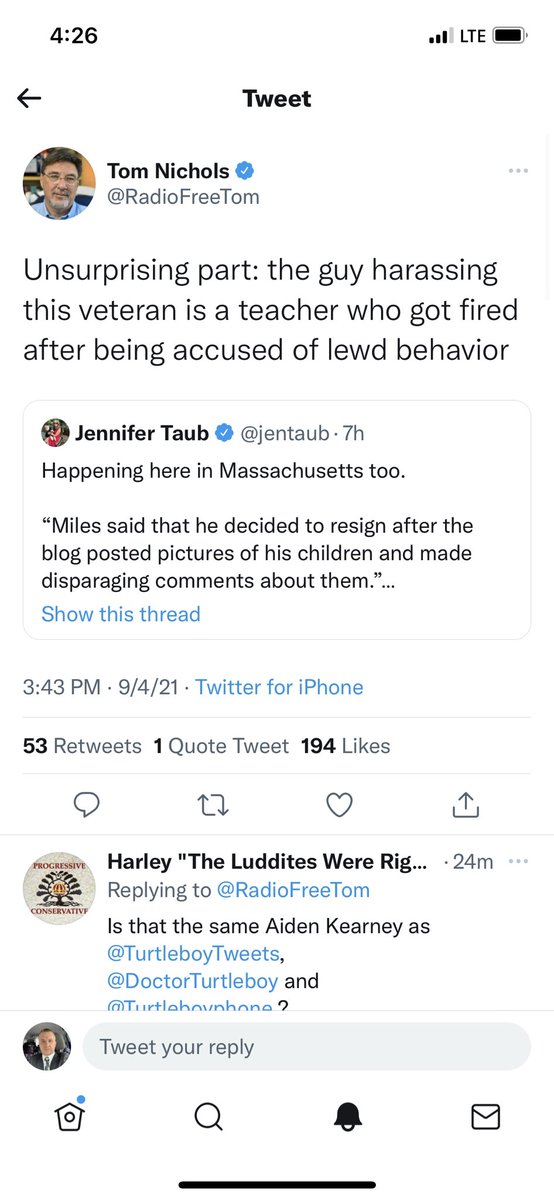 4:26
LTE
Tweet
Tom Nichols
@RadioFreeTom
Unsurprising part: the guy harassing
this veteran is a teacher who got fired
after being accused of lewd behavior
Jennifer Taub @jentaub · 7h
Happening here in Massachusetts too.
“Miles said that he decided to resign after the
blog posted pictures of his children and made
disparaging comments about them.”...
Show this thread
3:43 PM · 9/4/21 · Twitter for iPhone
53 Retweets 1 Quote Tweet 194 Likes
PROGRESSIVE
CONSERVATIVE
Harley "The Luddites Were Rig... · 24m
Replying to @RadioFreeTom
Is that the same Aiden Kearney as
@TurtleboyTweets,
@DoctorTurtleboy and
@Turtleboyphone ?
Tweet your reply